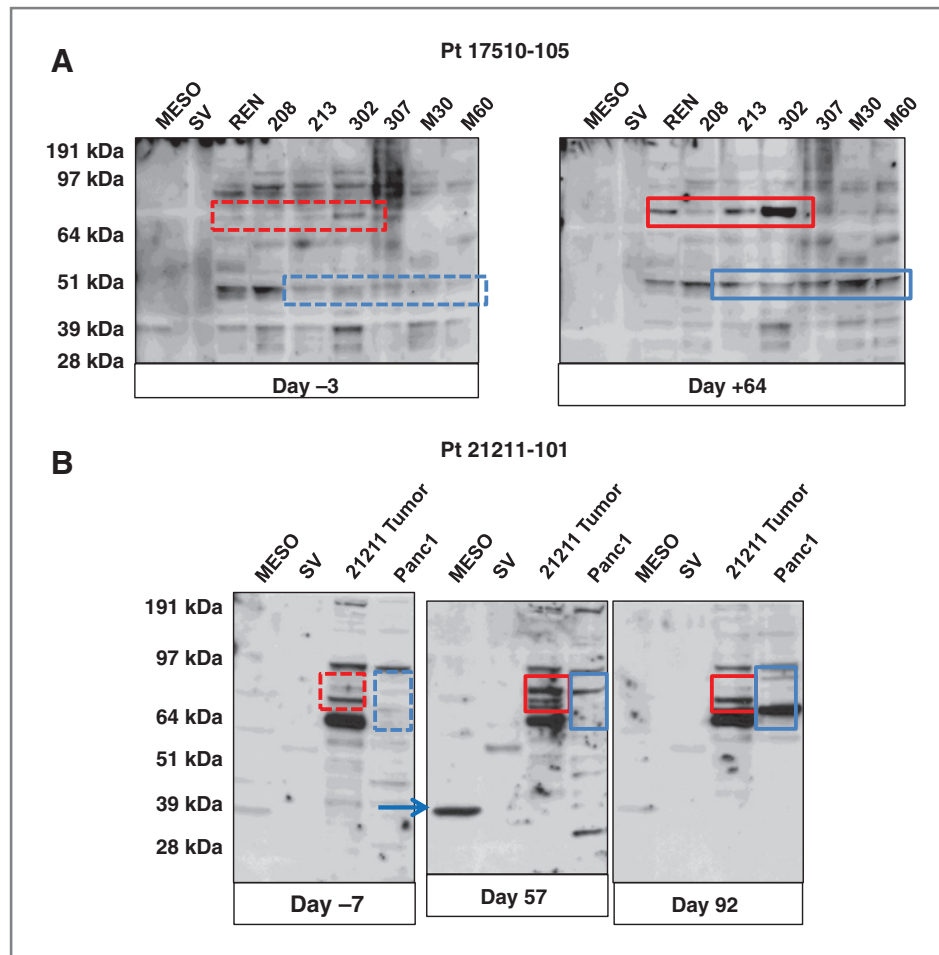 A
Pt 17510-105
MESO SV REN 208 213 302 307 M30 M60
MESO SV REN 208 213 302 307 M30 M60
191 kDa
97 kDa
64 kDa
51 kDa
39 kDa
28 kDa
Day –3
Day +64
B
Pt 21211-101
MESO SV 21211 Tumor Panc1
MESO SV 21211 Tumor Panc1
MESO SV 21211 Tumor Panc1
191 kDa
97 kDa
64 kDa
51 kDa
39 kDa
28 kDa
Day –7
Day 57
Day 92